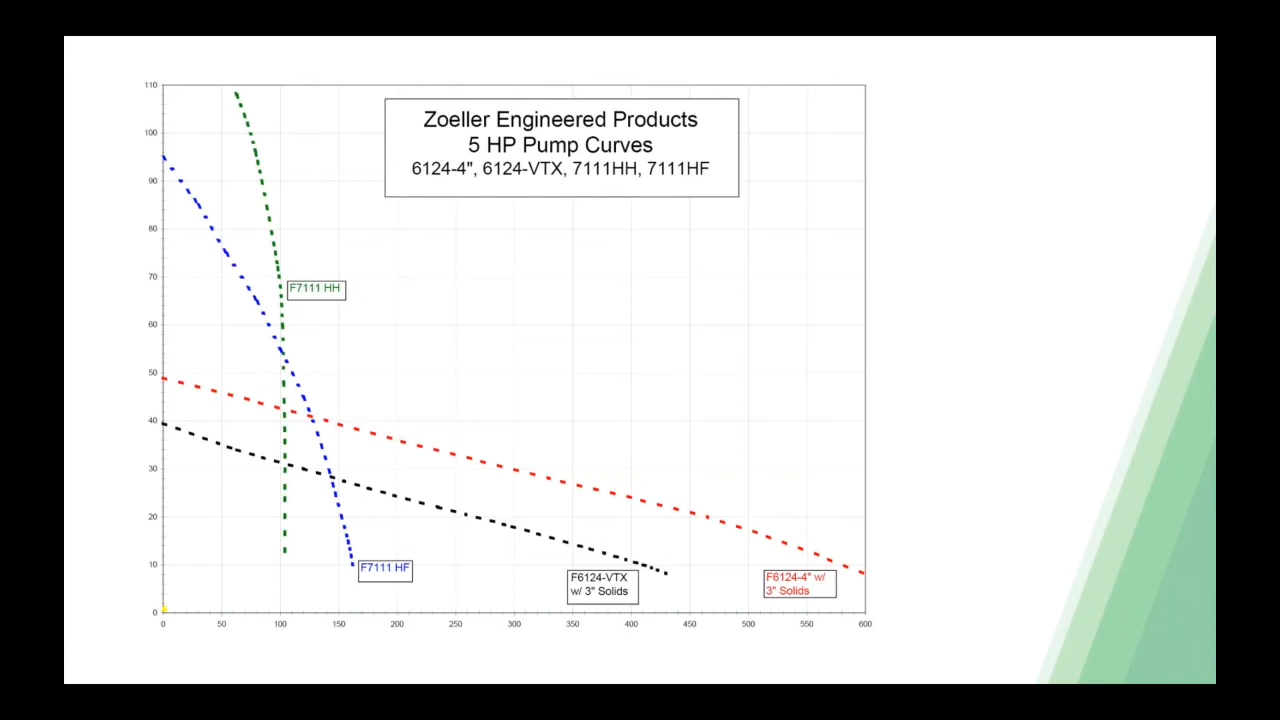 Zoeller Engineered Products
5 HP Pump Curves
6124-4", 6124-VTX, 7111HH, 7111HF
110
100
90
80
70
60
50
40
30
20
10
0
F7111 HH
F7111 HF
F6124-VTX
w/ 3" Solids
F6124-4" w/
3" Solids
0 50 100 150 200 250 300 350 400 450 500 550 600